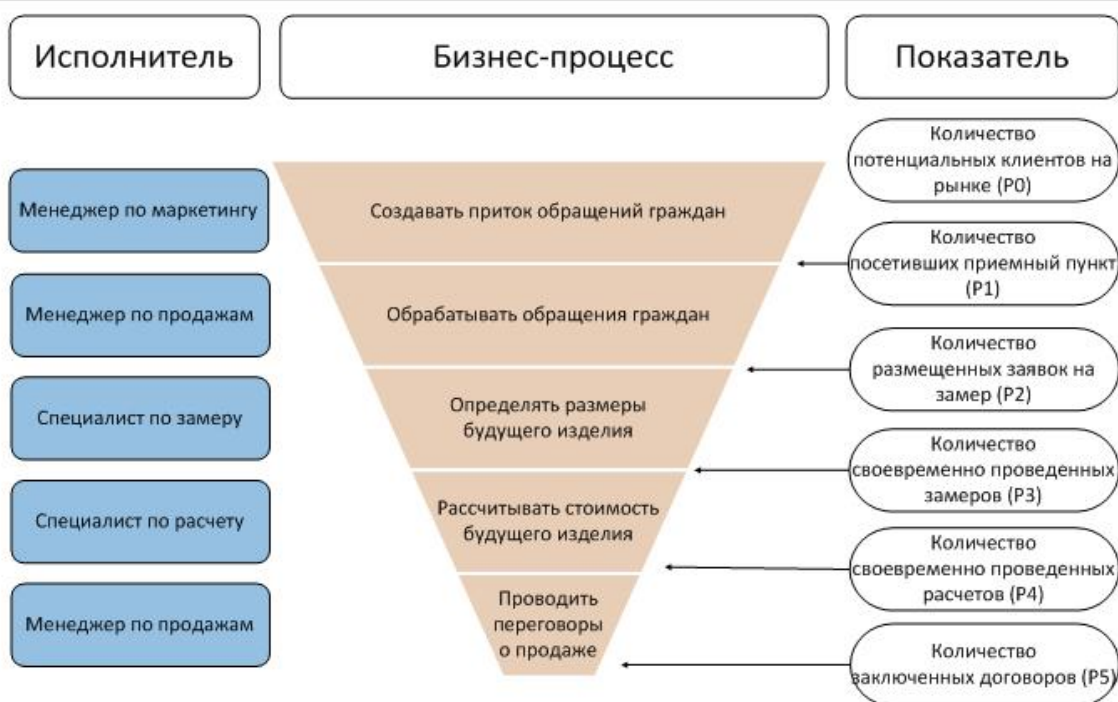 Исполнитель
Бизнес-процесс
Показатель
Количество
потенциальных клиентов на
рынке (P0)
Менеджер по маркетингу
Создавать приток обращений граждан
Количество
посетивших приемный пункт
(P1)
Менеджер по продажам
Обрабатывать обращения граждан
Количество
размещенных заявок на
замер (P2)
Специалист по замеру
Определять размеры
будущего изделия
Количество
своевременно проведенных
замеров (P3)
Специалист по расчету
Рассчитывать стоимость
будущего изделия
Количество
своевременно проведенных
расчетов (P4)
Менеджер по продажам
Проводить
переговоры
о продаже
Количество
заключенных договоров (P5)